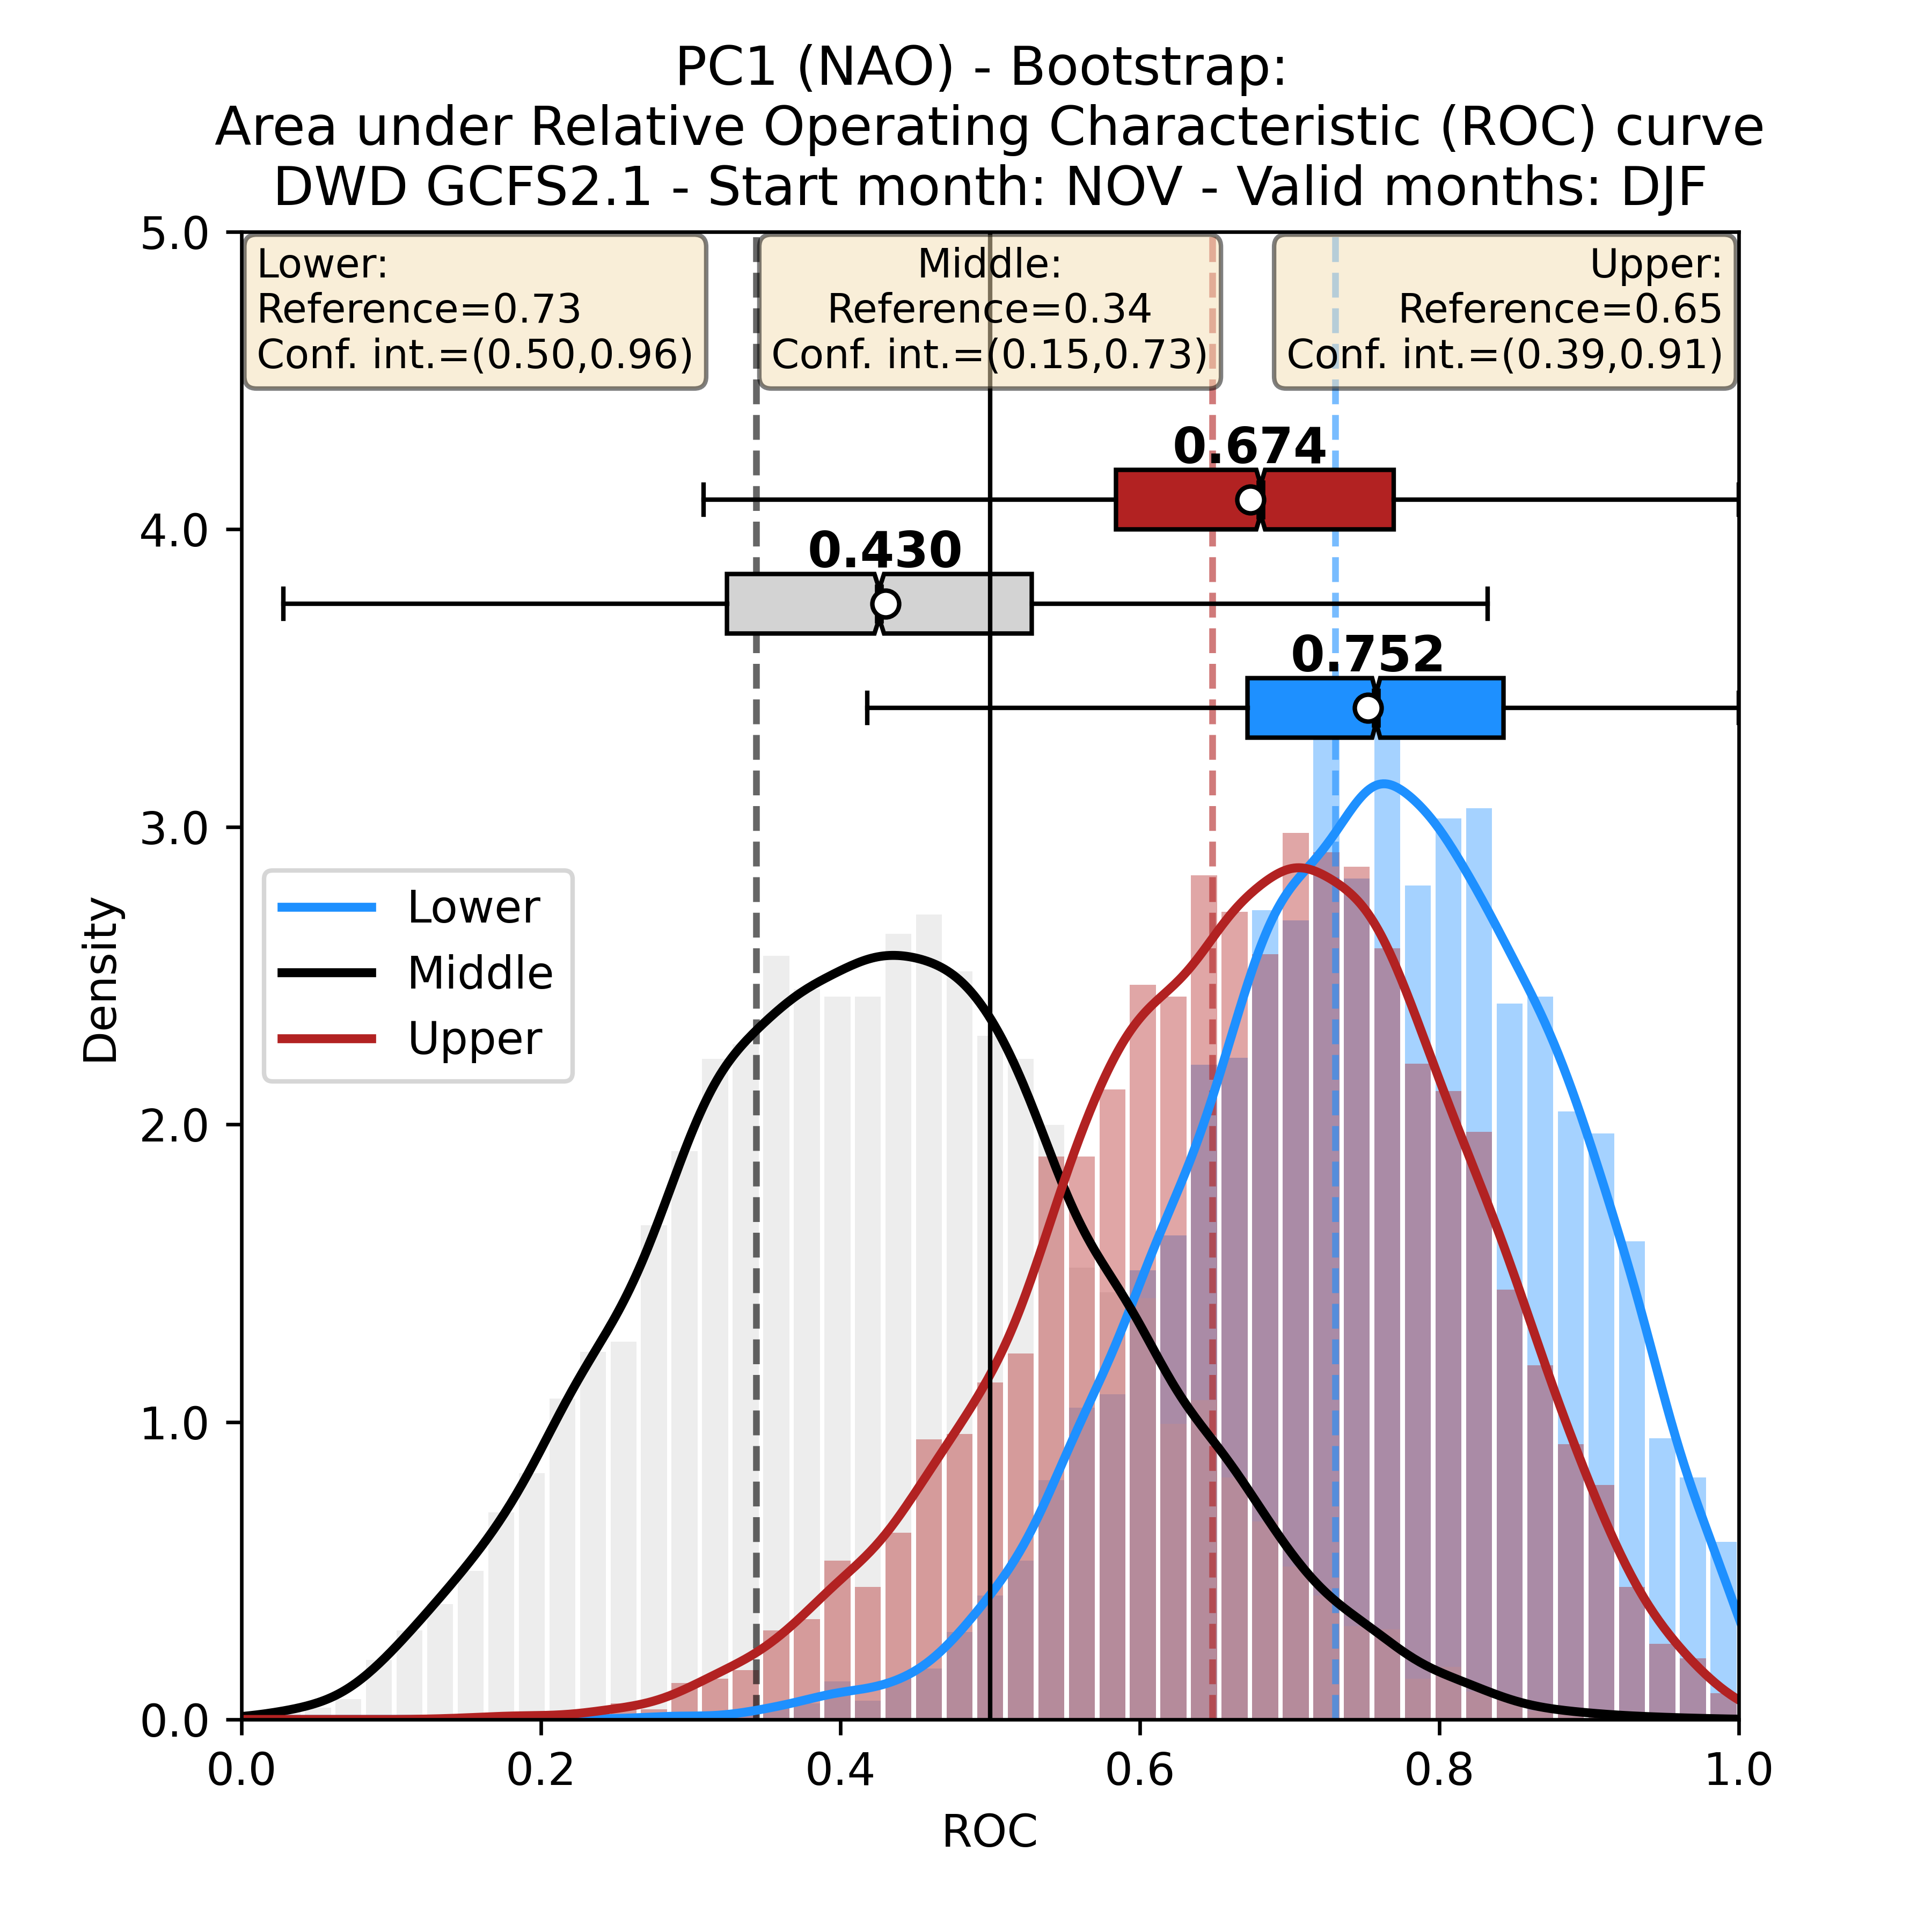 PC1 (NAO) - Bootstrap:
Area under Relative Operating Characteristic (ROC) curve
DWD GCFS2.1 - Start month: NOV - Valid months: DJF
Lower:
Reference=0.73
Conf. int.=(0.50,0.96)
Middle:
Reference=0.34
Conf. int.=(0.15,0.73)
Upper:
Reference=0.65
Conf. int.=(0.39,0.91)
0.674
0.430
0.752
Lower
Middle
Upper
Density
5.0
4.0
3.0
2.0
1.0
0.0
0.0 0.2 0.4 0.6 0.8 1.0
ROC